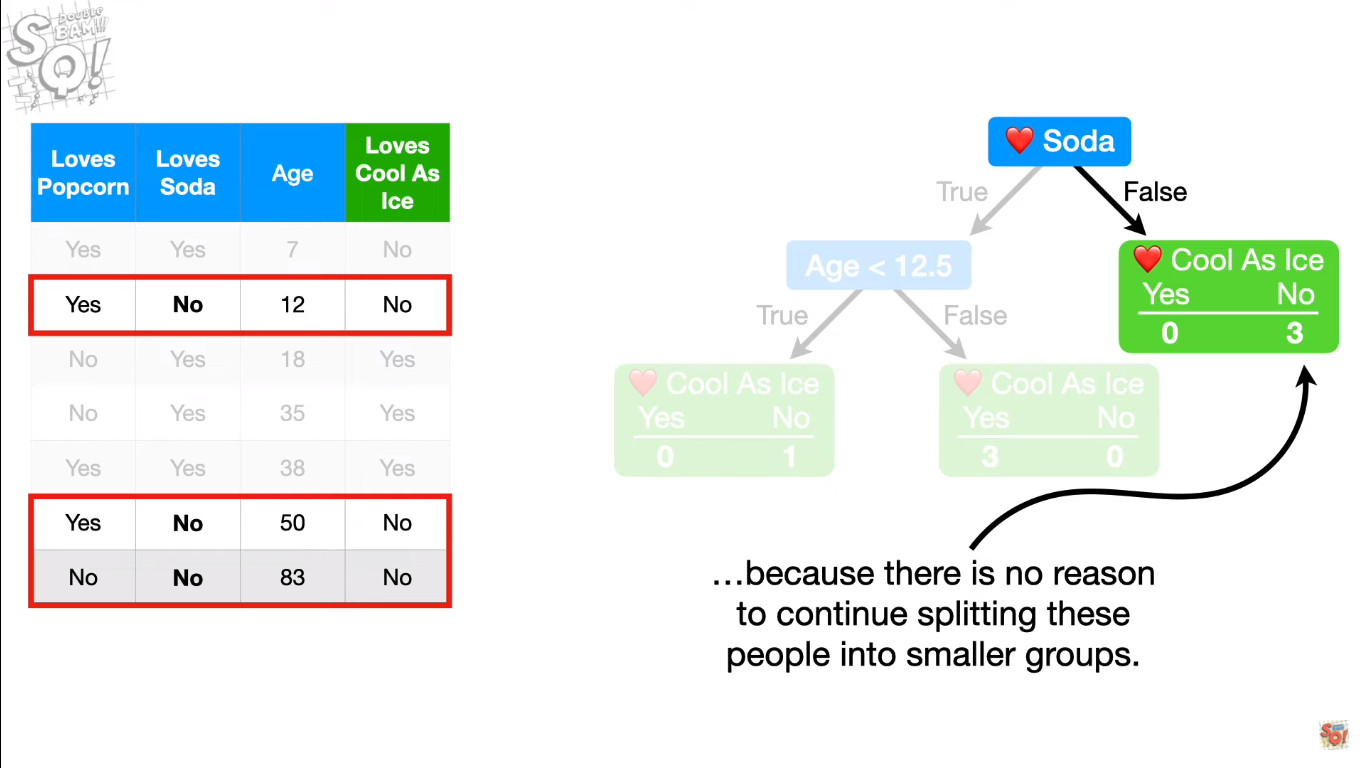 DOUBLE
BAM!!!
SQ!
Loves Popcorn Loves Soda Age Loves Cool As Ice
Yes Yes 7 No
Yes No 12 No
No Yes 18 Yes
No Yes 35 Yes
Yes Yes 38 Yes
Yes No 50 No
No No 83 No
❤️ Soda
True False
Age < 12.5
❤️ Cool As Ice
Yes No
0 3
True False
❤️ Cool As Ice
Yes No
0 1
❤️ Cool As Ice
Yes No
3 0
...because there is no reason
to continue splitting these
people into smaller groups.
SQ!